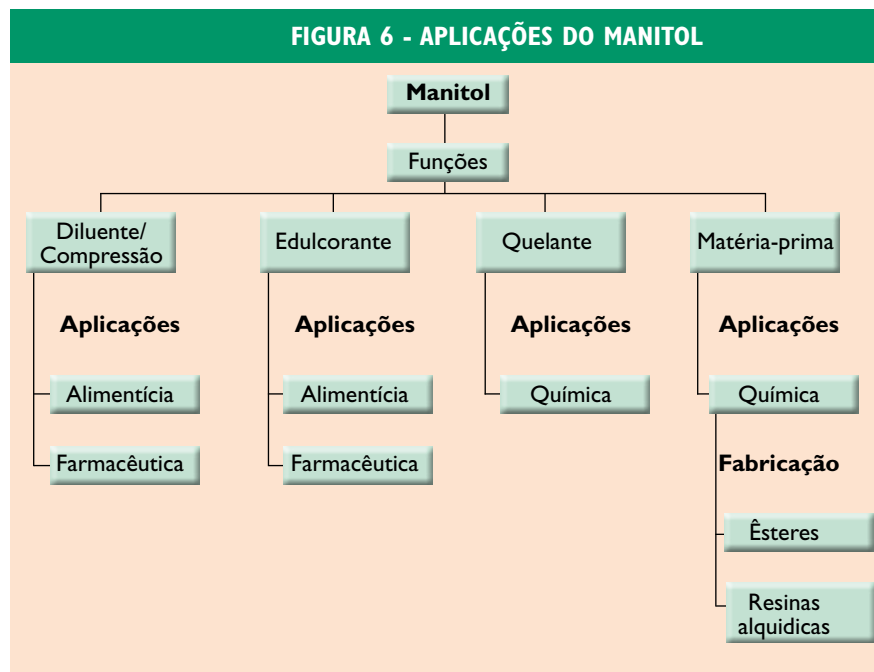 FIGURA 6 - APLICAÇÕES DO MANITOL
Manitol
Funções
Diluente/
Compressão
Edulcorante
Quelante
Matéria-prima
Aplicações
Aplicações
Aplicações
Aplicações
Alimentícia
Alimentícia
Química
Química
Farmacêutica
Farmacêutica
Fabricação
Êsteres
Resinas
alquidicas